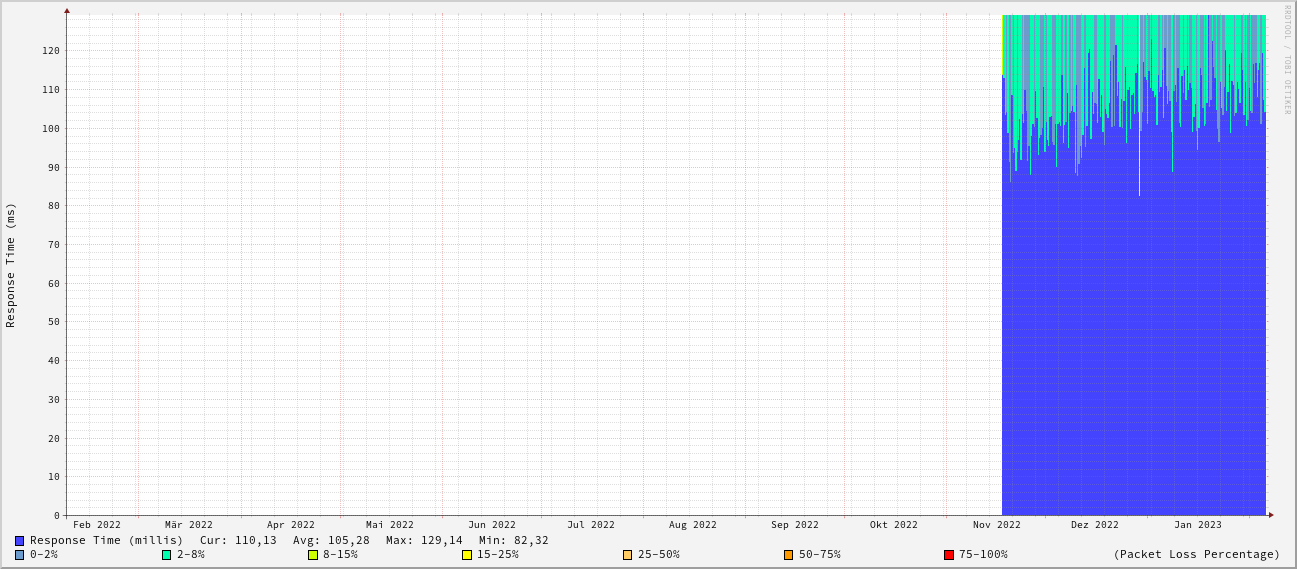 RRDTOOL / TOBI OETIKER
Response Time (ms)
120
110
100
90
80
70
60
50
40
30
20
10
0
Feb 2022 Mär 2022 Apr 2022 Mai 2022 Jun 2022 Jul 2022 Aug 2022 Sep 2022 Okt 2022 Nov 2022 Dez 2022 Jan 2023
Response Time (millis) Cur: 110,13 Avg: 105,28 Max: 129,14 Min: 82,32
0-2% 2-8% 8-15% 15-25% 25-50% 50-75% 75-100% (Packet Loss Percentage)